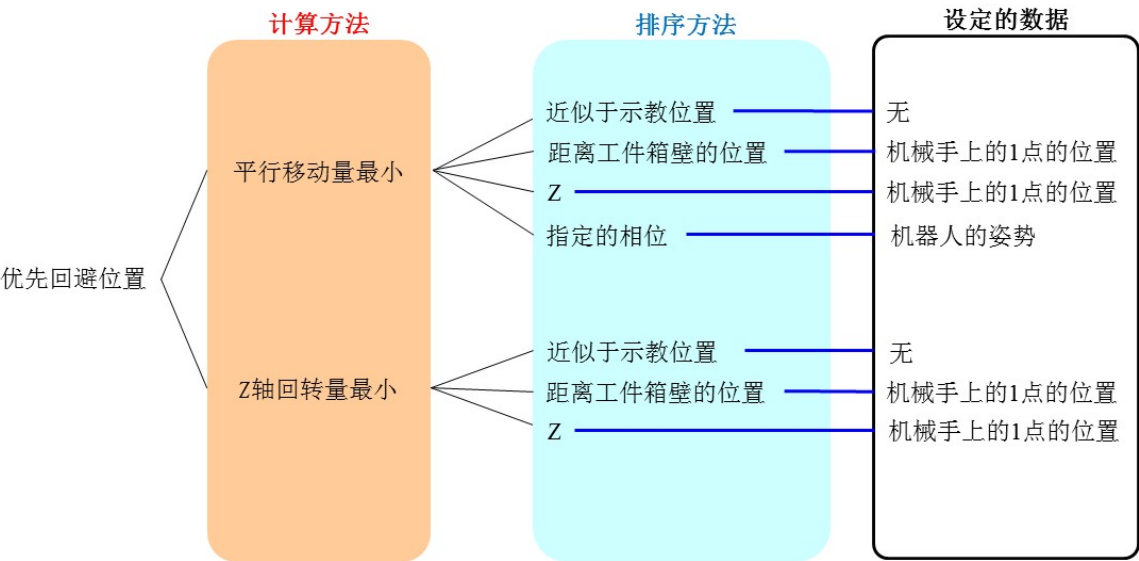 计算方法
排序方法
设定的数据
优先回避位置
平行移动量最小
近似于示教位置
无
距离工件箱壁的位置
机械手上的1点的位置
Z
机械手上的1点的位置
指定的相位
机器人的姿势
Z轴回转量最小
近似于示教位置
无
距离工件箱壁的位置
机械手上的1点的位置
Z
机械手上的1点的位置